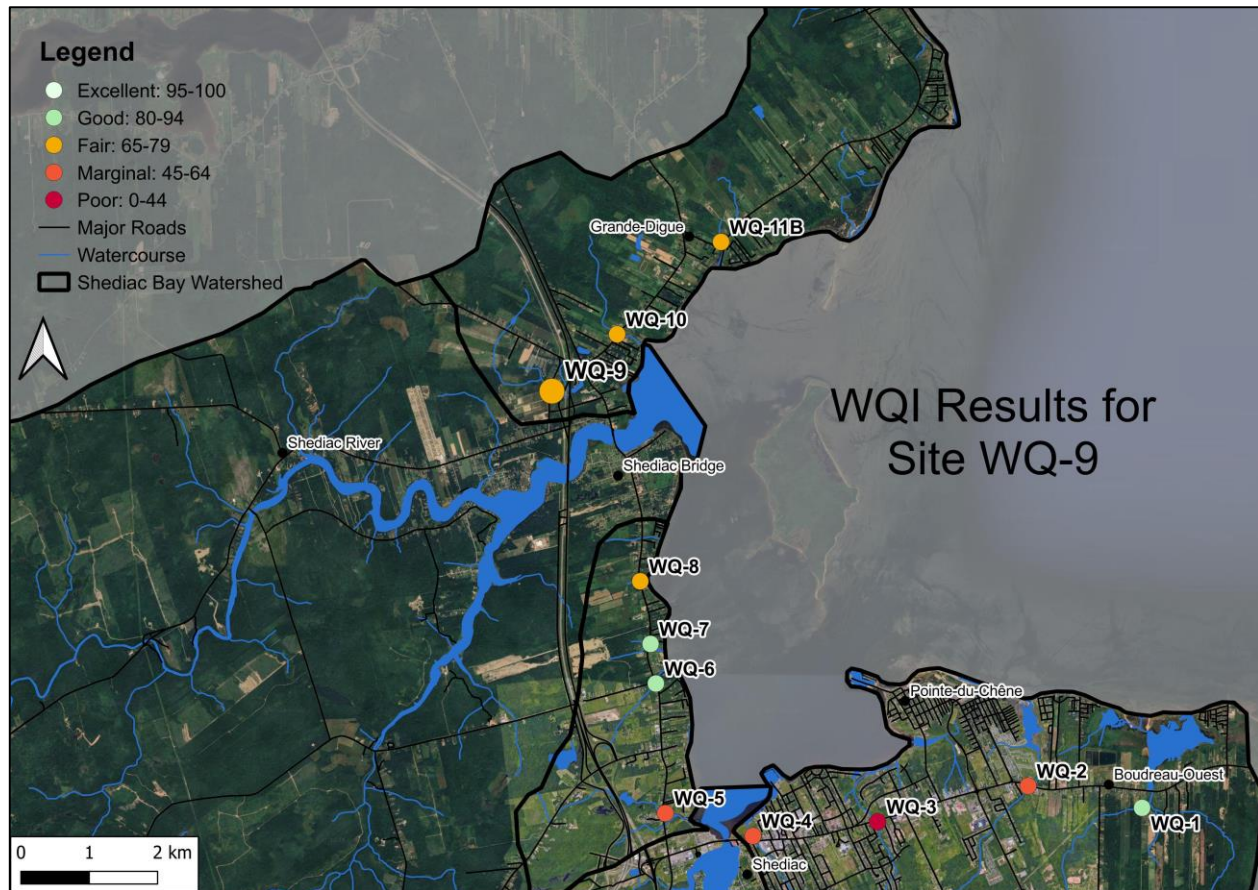 Legend
Excellent: 95-100
Good: 80-94
Fair: 65-79
Marginal: 45-64
Poor: 0-44
Major Roads
Watercourse
Shediac Bay Watershed
Grande-Digue
WQ-11B
WQ-10
WQ-9
WQI Results for
Site WQ-9
Shediac River
Shediac Bridge
WQ-8
WQ-7
WQ-6
Pointe-du-Chêne
WQ-2
Boudreau-Ouest
WQ-5
WQ-3
WQ-1
WQ-4
Shediac
0 1 2 km